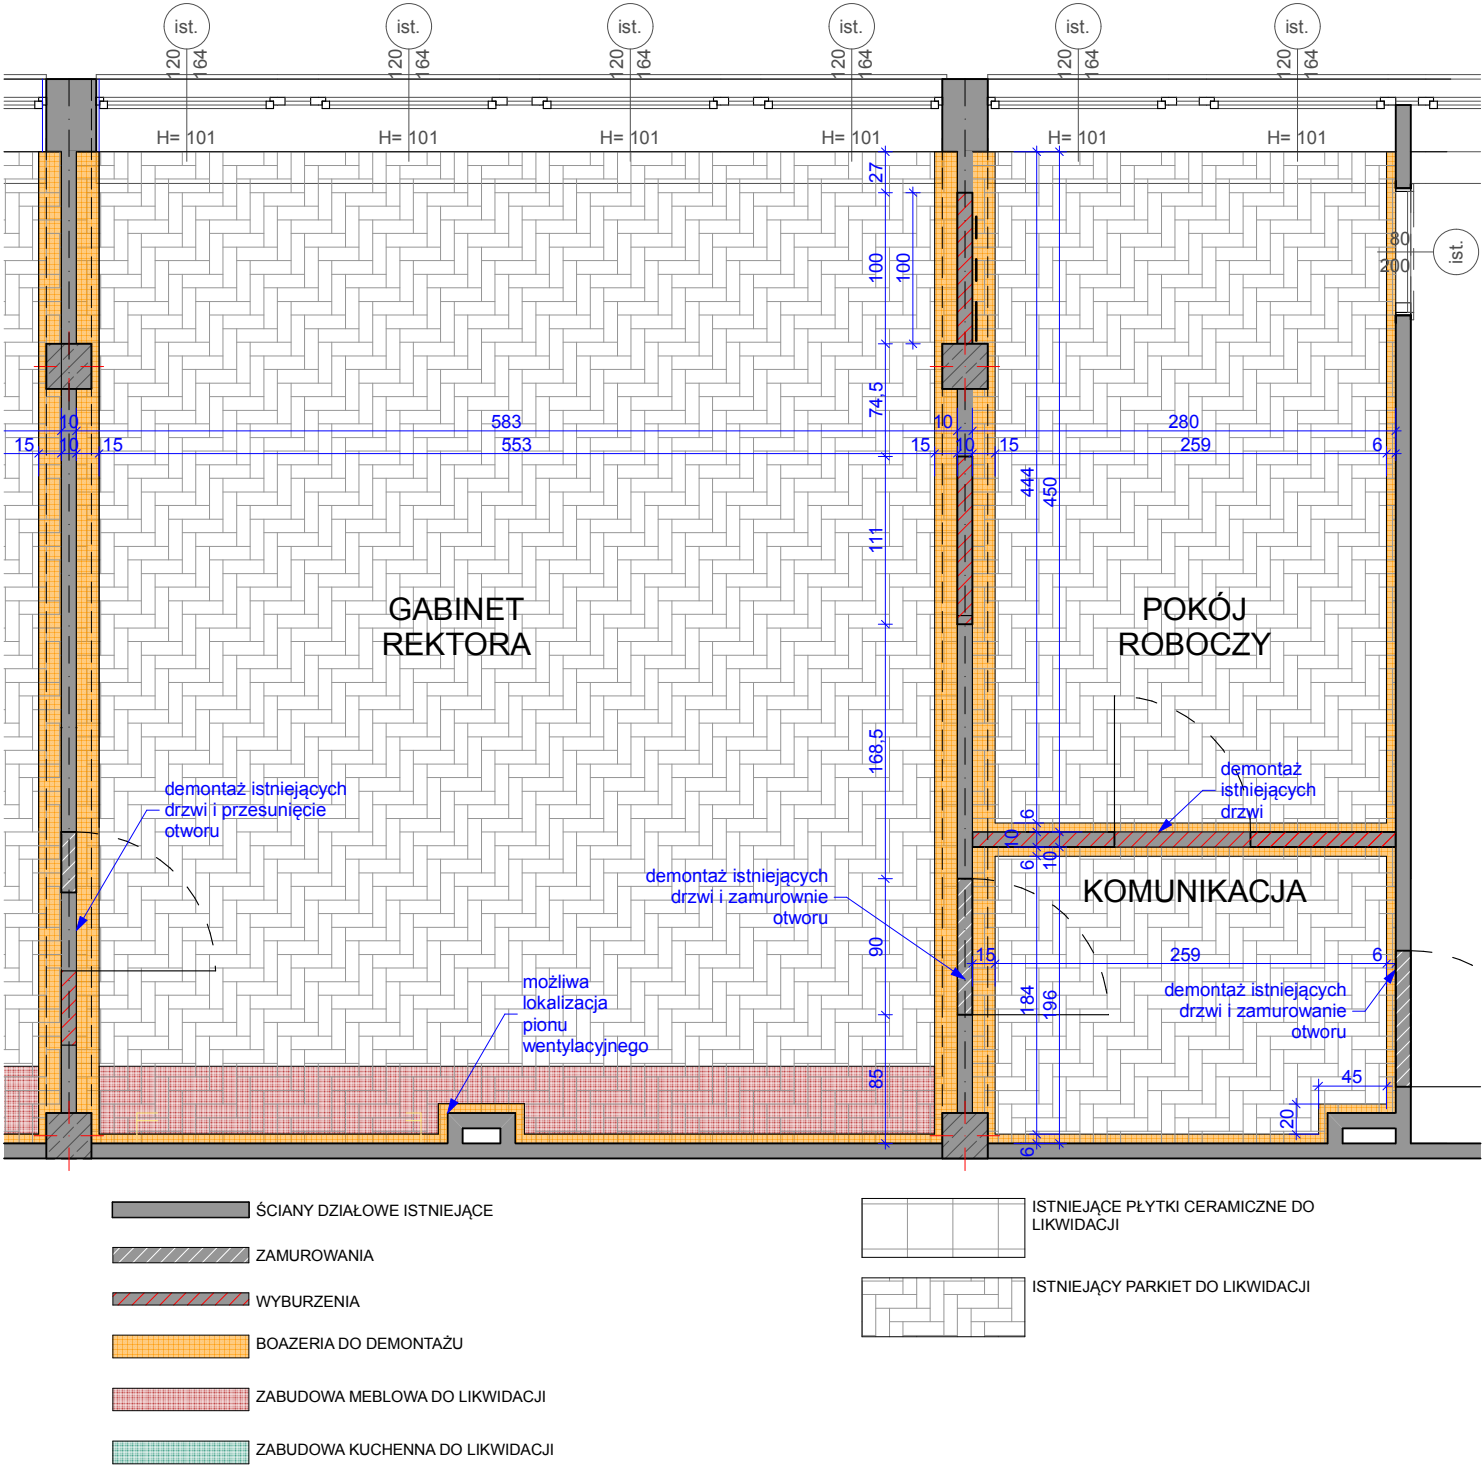 ist.
ist.
ist.
ist.
ist.
ist.
120
164
120
164
120
164
120
164
120
164
120
164
H= 101
H= 101
H= 101
H= 101
H= 101
H= 101
27
100
100
80
200
ist.
74,5
10
583
10
280
15
10
15
553
15
10
15
259
6
444
450
111
GABINET
REKTORA
POKÓJ
ROBOCZY
168,5
demontaż istniejących
drzwi i przesunięcie
otworu
demontaż
istniejących
drzwi
6
10
6
10
demontaż istniejących
drzwi i zamurownie
otworu
KOMUNIKACJA
90
15
259
6
możliwa
lokalizacja
pionu
wentylacyjnego
184
196
demontaż istniejących
drzwi i zamurowanie
otworu
85
45
20
6
ŚCIANY DZIAŁOWE ISTNIEJĄCE
ZAMUROWANIA
WYBURZENIA
BOAZERIA DO DEMONTAŻU
ZABUDOWA MEBLOWA DO LIKWIDACJI
ZABUDOWA KUCHENNA DO LIKWIDACJI
ISTNIEJĄCE PŁYTKI CERAMICZNE DO
LIKWIDACJI
ISTNIEJĄCY PARKIET DO LIKWIDACJI